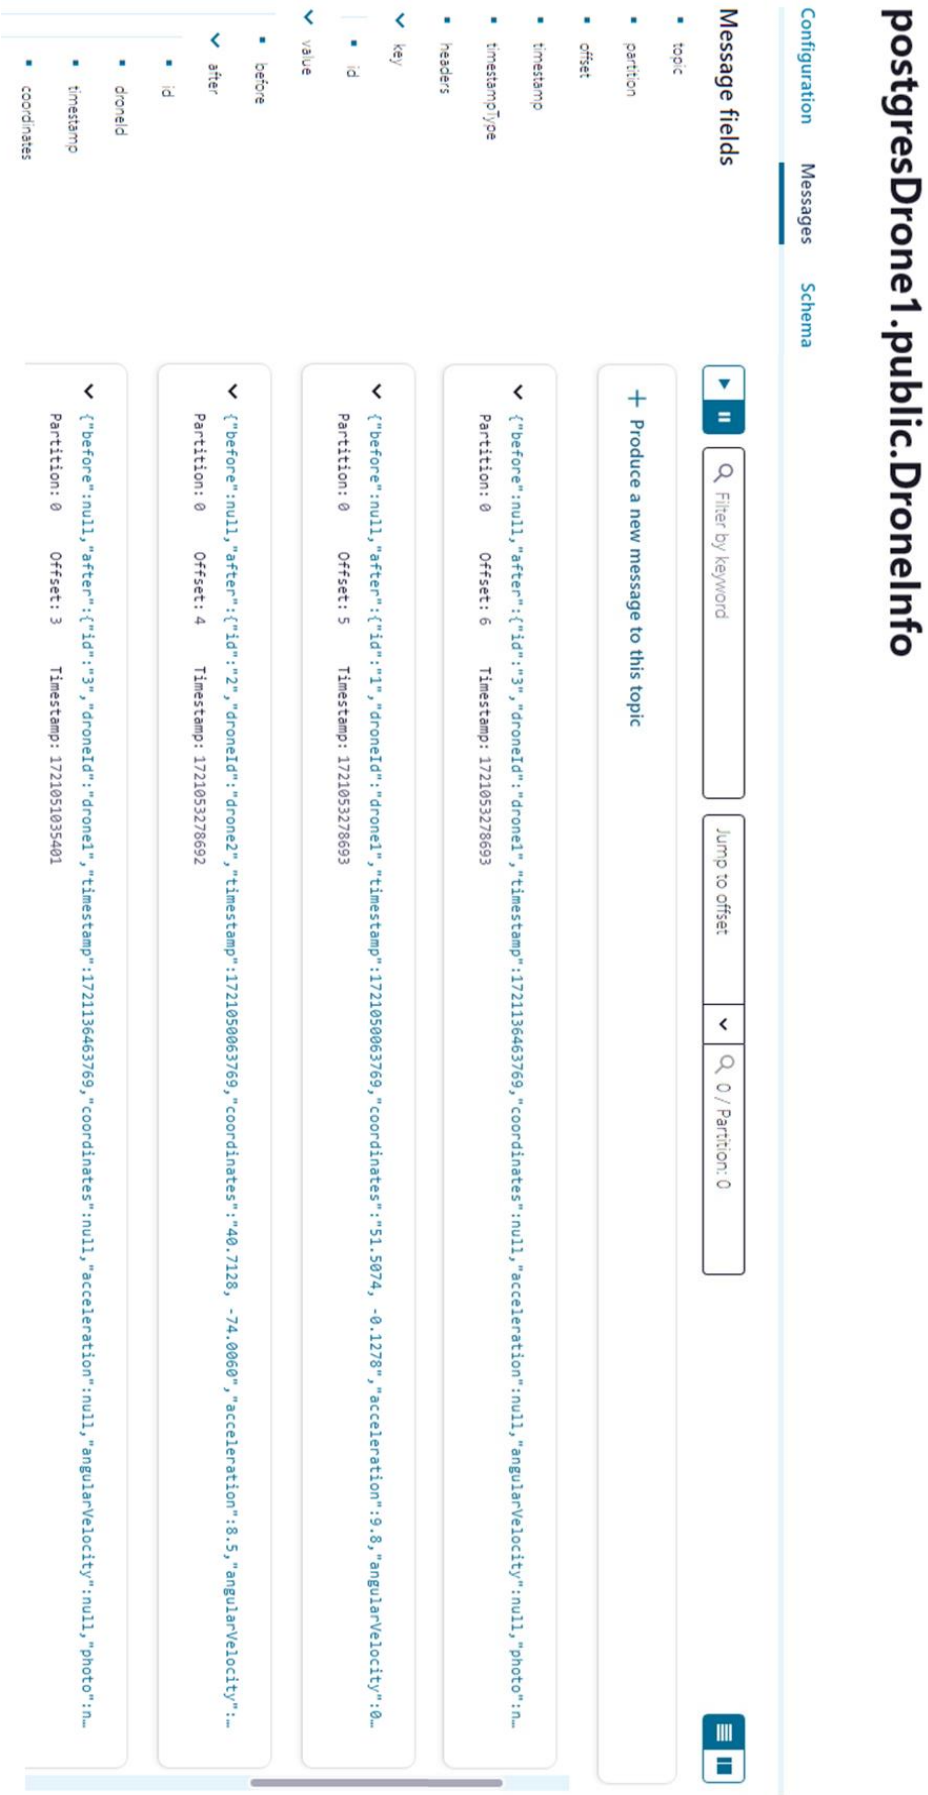 postgresDrone1.public.DroneInfo
Configuration Messages Schema
Message fields
topic
partition
offset
timestamp
timestampType
headers
key
id
value
before
after
id
droneId
timestamp
coordinates
Filter by keyword Jump to offset 0 / Partition: 0
+ Produce a new message to this topic
{"before":null,"after":{"id":"3","droneId":"drone1","timestamp":1721136463769,"coordinates":null,"acceleration":null,"angularVelocity":null,"photo":n…
Partition: 0 Offset: 6 Timestamp: 1721053278693
{"before":null,"after":{"id":"1","droneId":"drone1","timestamp":1721050063769,"coordinates":"51.5074, -0.1278","acceleration":9.8,"angularVelocity":0…
Partition: 0 Offset: 5 Timestamp: 1721053278693
{"before":null,"after":{"id":"2","droneId":"drone2","timestamp":1721050063769,"coordinates":"40.7128, -74.0060","acceleration":8.5,"angularVelocity":…
Partition: 0 Offset: 4 Timestamp: 1721053278692
{"before":null,"after":{"id":"3","droneId":"drone1","timestamp":1721136463769,"coordinates":null,"acceleration":null,"angularVelocity":null,"photo":n…
Partition: 0 Offset: 3 Timestamp: 1721051035401